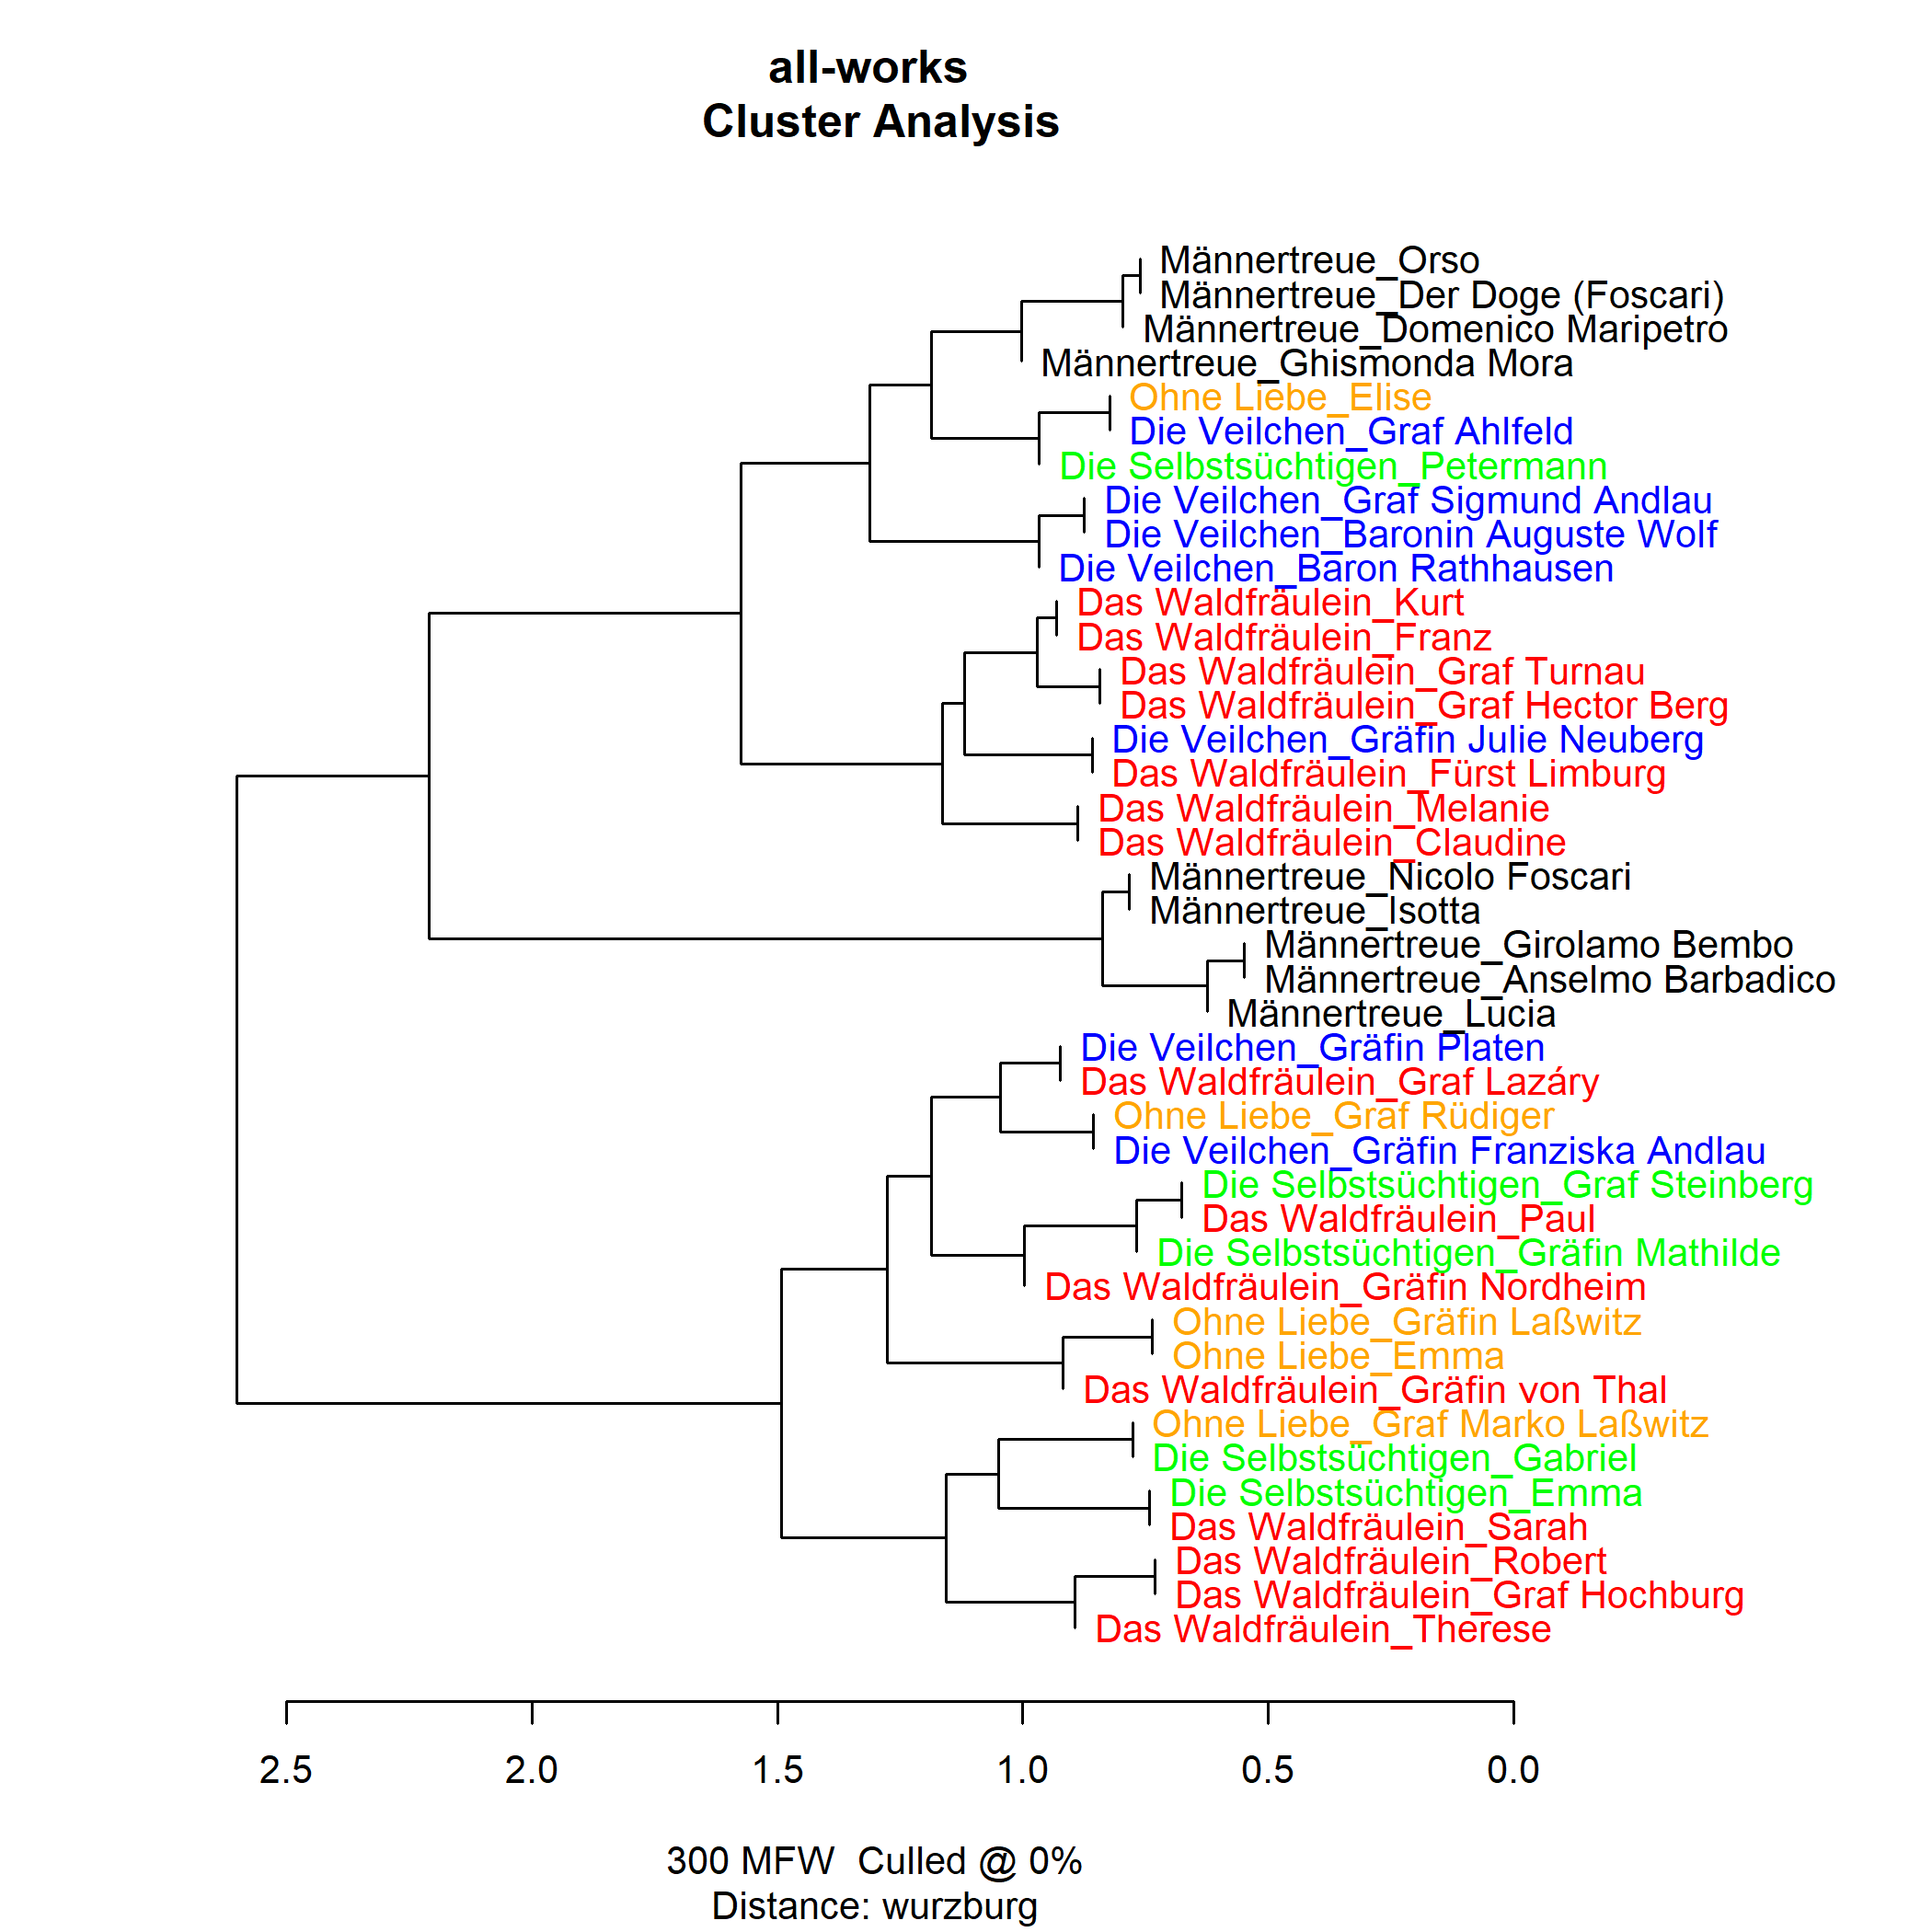 all-works
Cluster Analysis
Männertreue_Orso
Männertreue_Der Doge (Foscari)
Männertreue_Domenico Maripetro
Männertreue_Ghismonda Mora
Ohne Liebe_Elise
Die Veilchen_Graf Ahlfeld
Die Selbstsüchtigen_Petermann
Die Veilchen_Graf Sigmund Andlau
Die Veilchen_Baronin Auguste Wolf
Die Veilchen_Baron Rathhausen
Das Waldfräulein_Kurt
Das Waldfräulein_Franz
Das Waldfräulein_Graf Turnau
Das Waldfräulein_Graf Hector Berg
Die Veilchen_Gräfin Julie Neuberg
Das Waldfräulein_Fürst Limburg
Das Waldfräulein_Melanie
Das Waldfräulein_Claudine
Männertreue_Nicolo Foscari
Männertreue_Isotta
Männertreue_Girolamo Bembo
Männertreue_Anselmo Barbadico
Männertreue_Lucia
Die Veilchen_Gräfin Platen
Das Waldfräulein_Graf Lazáry
Ohne Liebe_Graf Rüdiger
Die Veilchen_Gräfin Franziska Andlau
Die Selbstsüchtigen_Graf Steinberg
Das Waldfräulein_Paul
Die Selbstsüchtigen_Gräfin Mathilde
Das Waldfräulein_Gräfin Nordheim
Ohne Liebe_Gräfin Laßwitz
Ohne Liebe_Emma
Das Waldfräulein_Gräfin von Thal
Ohne Liebe_Graf Marko Laßwitz
Die Selbstsüchtigen_Gabriel
Die Selbstsüchtigen_Emma
Das Waldfräulein_Sarah
Das Waldfräulein_Robert
Das Waldfräulein_Graf Hochburg
Das Waldfräulein_Therese
2.5 2.0 1.5 1.0 0.5 0.0
300 MFW  Culled @ 0%
Distance: wurzburg